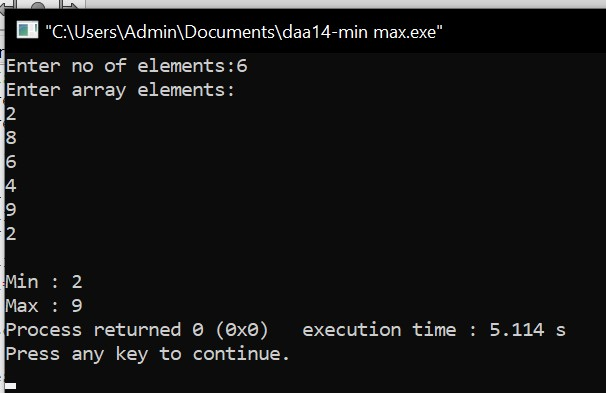 "C:\Users\Admin\Documents\daa14-min max.exe"
Enter no of elements:6
Enter array elements:
2
8
6
4
9
2
Min : 2
Max : 9
Process returned 0 (0x0)   execution time : 5.114 s
Press any key to continue.